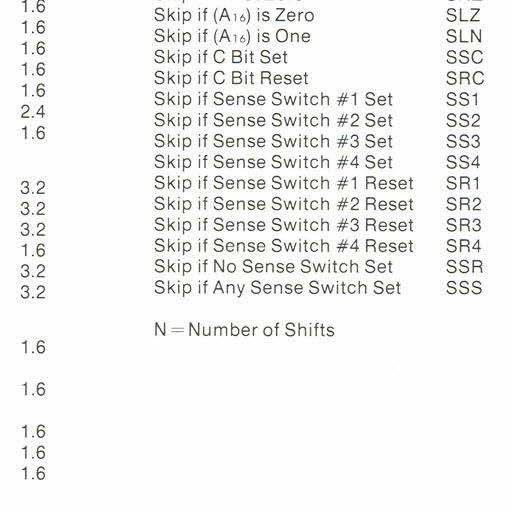 1.6
1.6
1.6
1.6
1.6
2.4
1.6
3.2
3.2
3.2
1.6
3.2
3.2
1.6
1.6
1.6
1.6
1.6
Skip if (A₁₆) is Zero SLZ
Skip if (A₁₆) is One SLN
Skip if C Bit Set SSC
Skip if C Bit Reset SRC
Skip if Sense Switch #1 Set SS1
Skip if Sense Switch #2 Set SS2
Skip if Sense Switch #3 Set SS3
Skip if Sense Switch #4 Set SS4
Skip if Sense Switch #1 Reset SR1
Skip if Sense Switch #2 Reset SR2
Skip if Sense Switch #3 Reset SR3
Skip if Sense Switch #4 Reset SR4
Skip if No Sense Switch Set SSR
Skip if Any Sense Switch Set SSS
N = Number of Shifts